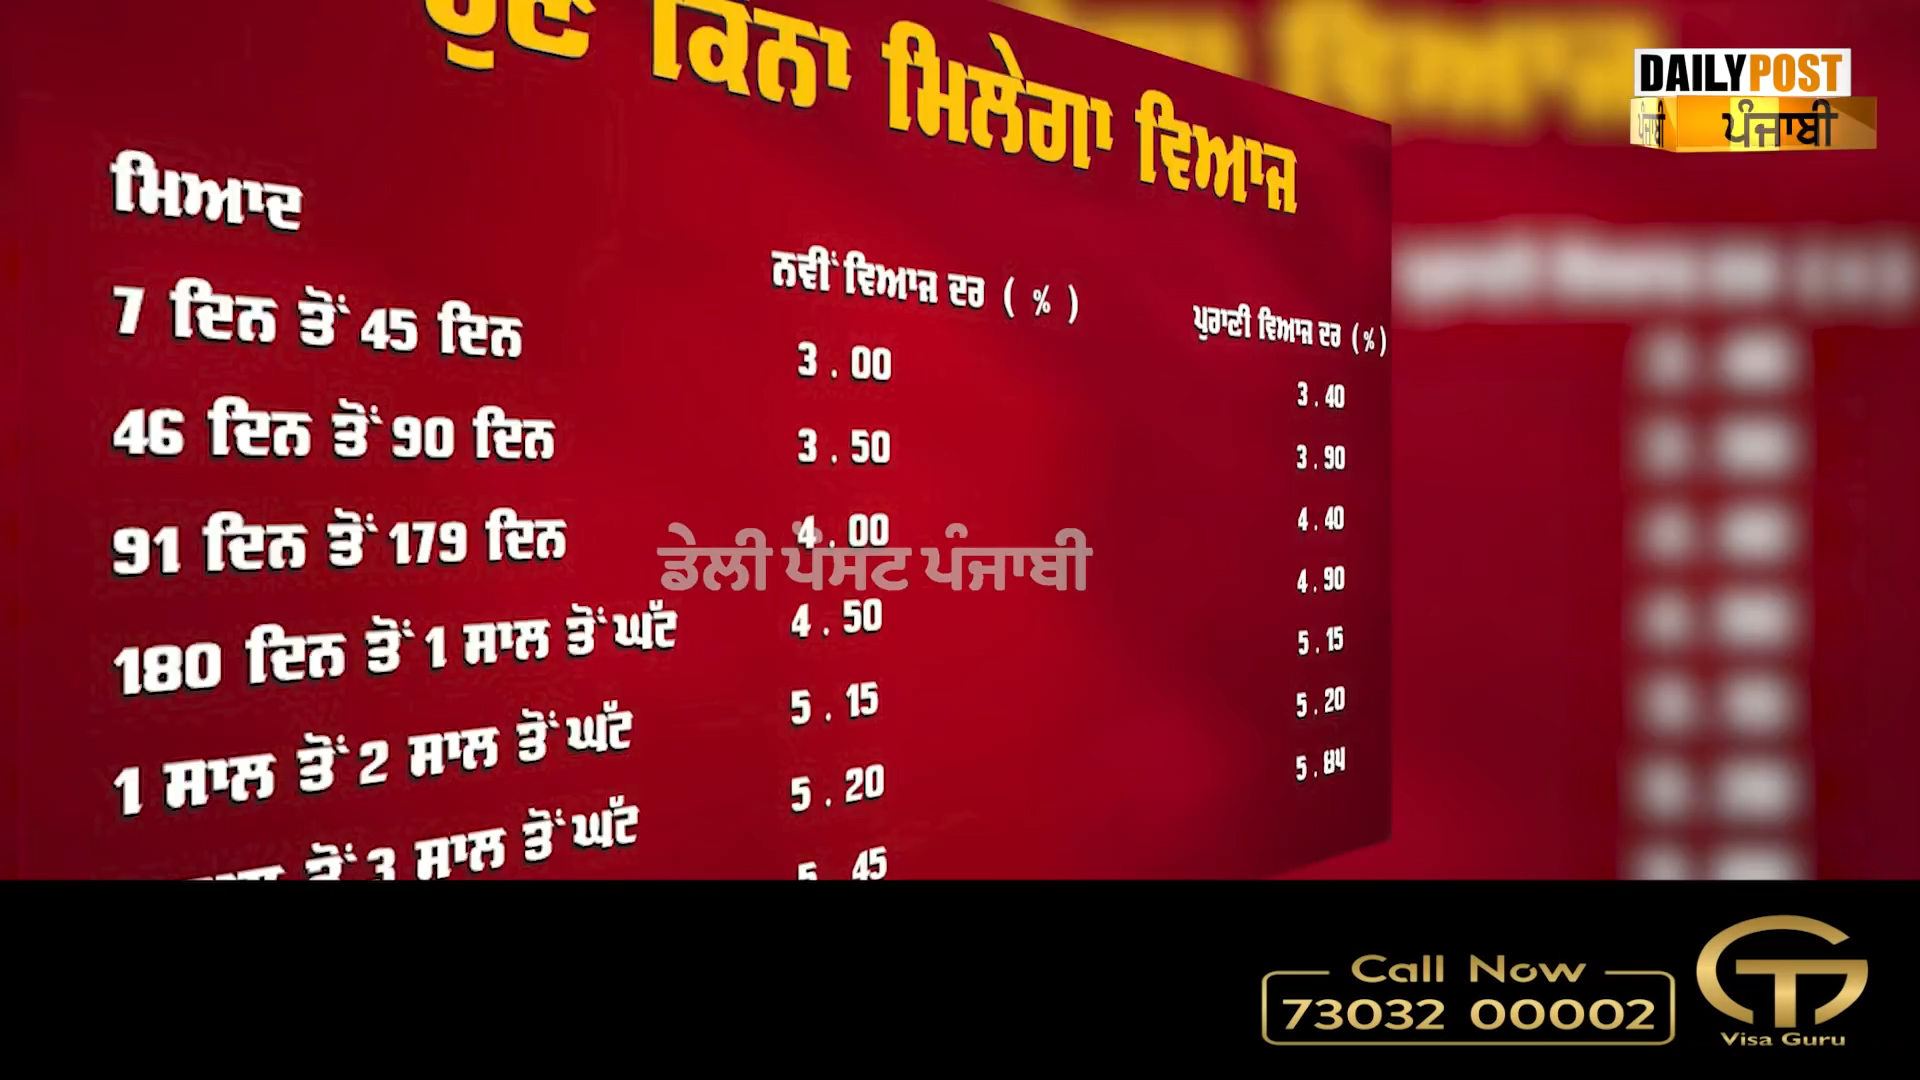 ਹੁਣ ਕਿੰਨਾ ਮਿਲੇਗਾ ਵਿਆਜ
DAILYPOST
ਪੰਜਾਬੀ ਪੰਜਾਬੀ
ਮਿਆਦ ਨਵੀਂ ਵਿਆਜ ਦਰ ( % ) ਪੁਰਾਣੀ ਵਿਆਜ ਦਰ ( % )
7 ਦਿਨ ਤੋਂ 45 ਦਿਨ 3.00 3.40
46 ਦਿਨ ਤੋਂ 90 ਦਿਨ 3.50 3.90
91 ਦਿਨ ਤੋਂ 179 ਦਿਨ 4.00 4.40
ਡੇਲੀ ਪੋਸਟ ਪੰਜਾਬੀ
180 ਦਿਨ ਤੋਂ 1 ਸਾਲ ਤੋਂ ਘੱਟ 4.50 4.90
1 ਸਾਲ ਤੋਂ 2 ਸਾਲ ਤੋਂ ਘੱਟ 5.15 5.15
ਤੋਂ 3 ਸਾਲ ਤੋਂ ਘੱਟ 5.20 5.20
5.45 5.84
Call Now
73032 00002
Visa Guru